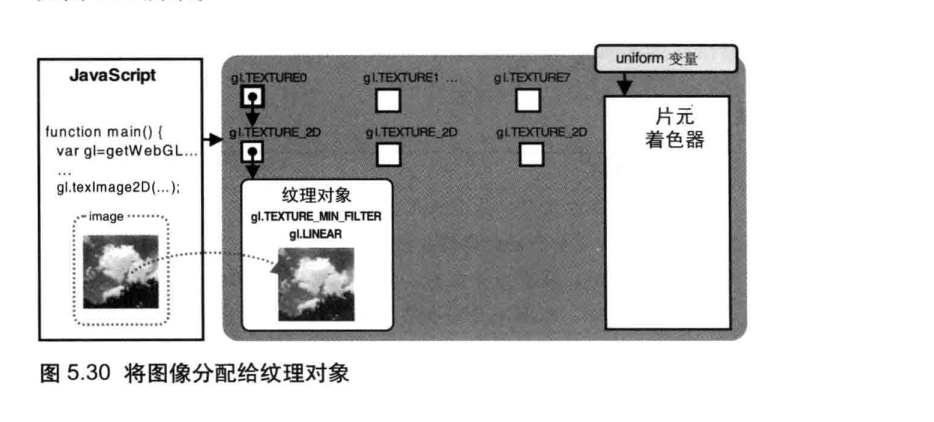 uniform 变量
JavaScript
gl.TEXTURE0
gl.TEXTURE1 ...
gl.TEXTURE7
片元
着色器
function main() {
gl.TEXTURE_2D
gl.TEXTURE_2D
gl.TEXTURE_2D
var gl=getWebGL...
...
gl.texImage2D(...);
纹理对象
gl.TEXTURE_MIN_FILTER
gl.LINEAR
image
图 5.30 将图像分配给纹理对象